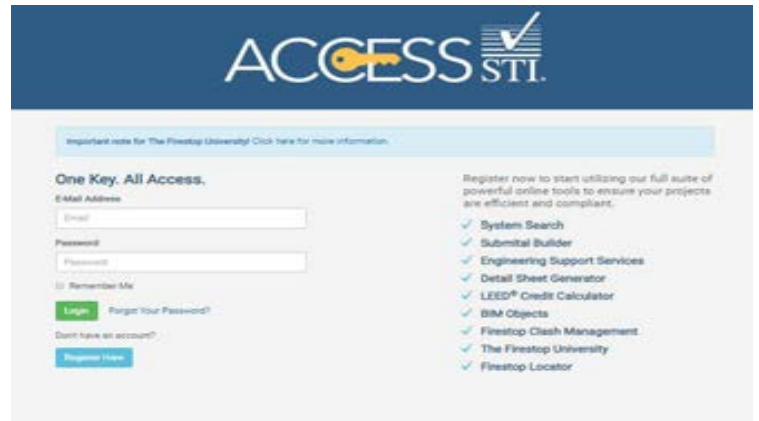 ACCESS STI.
Important note for The Firestop University! Click here for more information.
One Key. All Access.
E-Mail Address
Email
Password
Password
Remember Me
Login Forgot Your Password?
Don't have an account?
Register Here
Register now to start utilizing our full suite of
powerful online tools to ensure your projects
are efficient and compliant.
System Search
Submital Builder
Engineering Support Services
Detail Sheet Generator
LEED® Credit Calculator
BIM Objects
Firestop Clash Management
The Firestop University
Firestop Locator